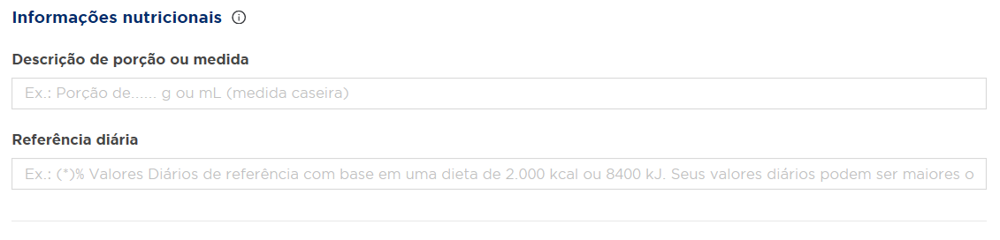 Informações nutricionais
Descrição de porção ou medida
Ex.: Porção de...... g ou mL (medida caseira)
Referência diária
Ex.: (*)% Valores Diários de referência com base em uma dieta de 2.000 kcal ou 8400 kJ. Seus valores diários podem ser maiores o